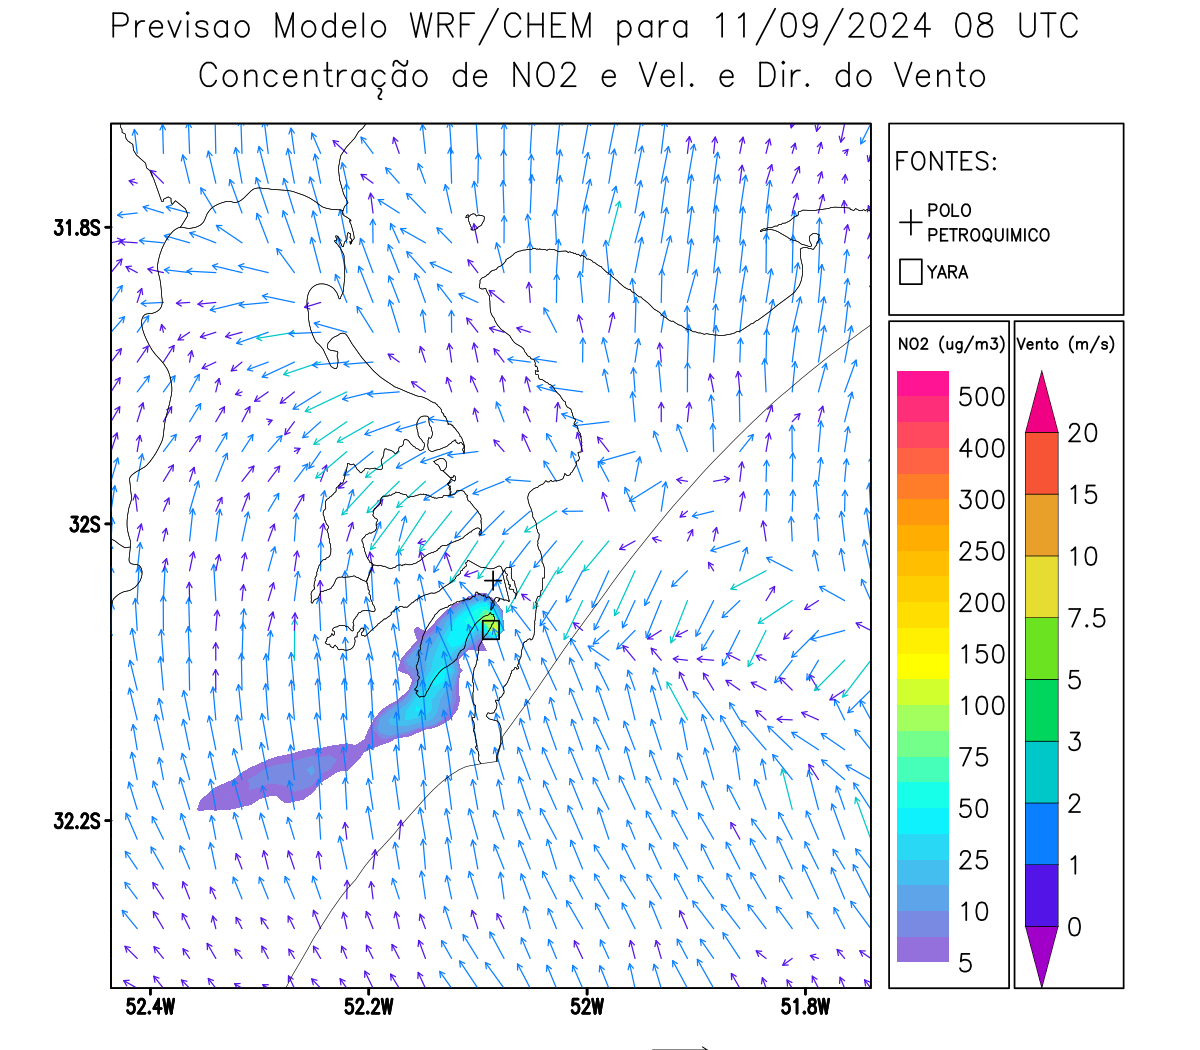 Previsao Modelo WRF/CHEM para 11/09/2024 08 UTC
Concentração de NO2 e Vel. e Dir. do Vento
FONTES:
POLO
PETROQUIMICO
YARA
NO2 (ug/m3)
500
400
300
250
200
150
100
75
50
25
10
5
Vento (m/s)
20
15
10
7.5
5
3
2
1
0
31.8S
32S
32.2S
52.4W
52.2W
52W
51.8W